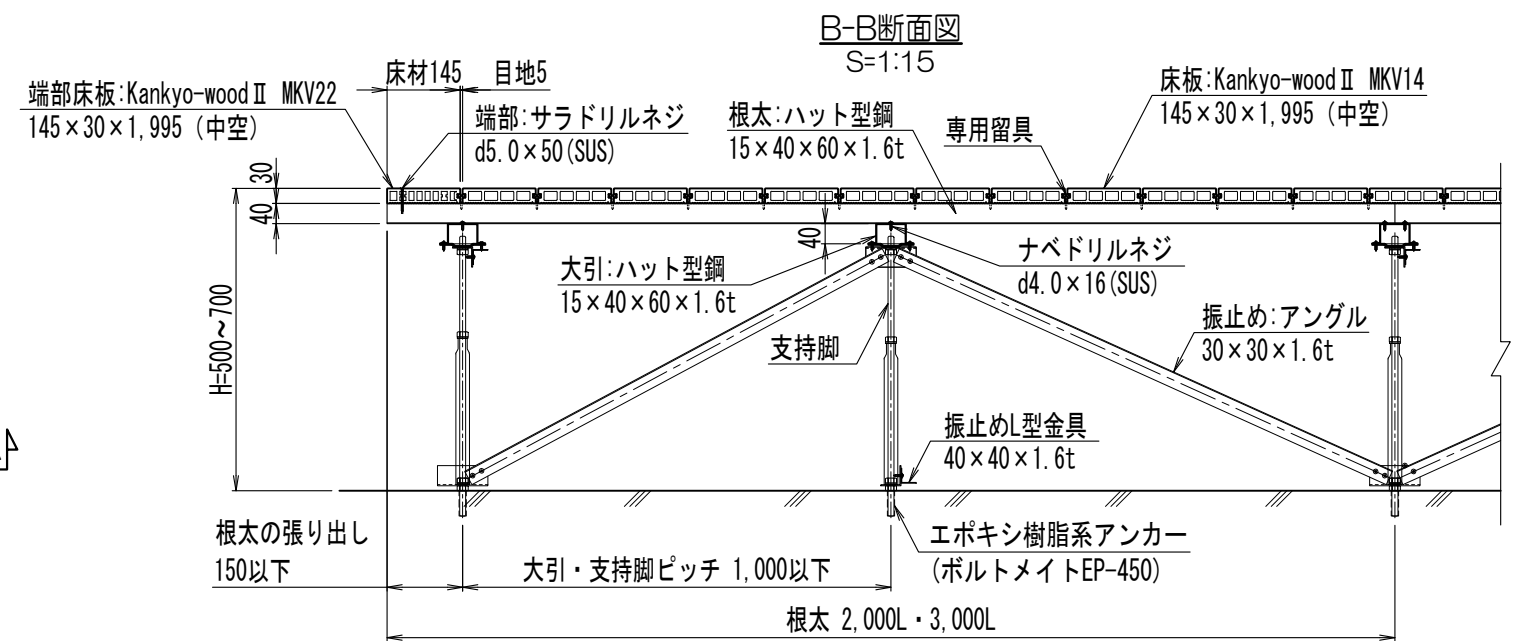 B-B断面図
S=1:15
床材145 目地5
端部床板:Kankyo-woodⅡ MKV22
145×30×1,995 (中空)
端部:サラドリルネジ
d5.0×50(SUS)
根太:ハット型鋼
15×40×60×1.6t
専用留具
床板:Kankyo-woodⅡ MKV14
145×30×1,995 (中空)
30
40
40
H=500~700
大引:ハット型鋼
15×40×60×1.6t
ナベドリルネジ
d4.0×16(SUS)
支持脚
振止め:アングル
30×30×1.6t
振止めL型金具
40×40×1.6t
根太の張り出し
150以下
大引・支持脚ピッチ 1,000以下
エポキシ樹脂系アンカー
(ボルトメイトEP-450)
根太 2,000L・3,000L